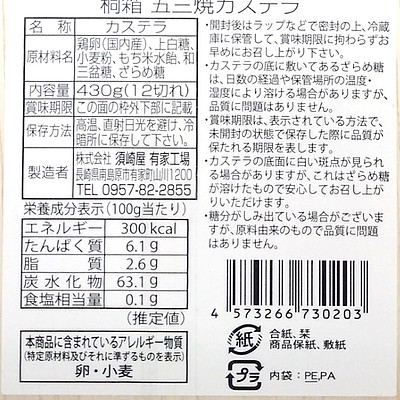 桐箱 五三焼カステラ
名称 カステラ
原材料名 鶏卵(国内産)、上白糖、
小麦粉、もち米水飴、和
三盆糖、ざらめ糖
内容量 430g(12切れ)
賞味期限 この面の枠外下部に記載
保存方法 高温、直射日光を避け、冷
暗所に保存して下さい。
製造者 株式会社 須崎屋 有家工場
長崎県南島原市有家町山川1200
TEL 0957-82-2855
栄養成分表示(100g当たり)
エネルギー 300kcal
たんぱく質 6.1g
脂質 2.6g
炭水化物 63.1g
食塩相当量 0.1g
(推定値)
本商品に含まれているアレルギー物質
(特定原材料及びそれに準ずるものを表示)
卵・小麦
・開封後はラップなどで密封の上、冷蔵
庫に保管して、賞味期限に拘わらずお
早めにお召し上がり下さい。
・カステラの底に敷いてあるざらめ糖
は、日数の経過や保管場所の温度・
湿度により溶ける場合がありますが、
品質に問題はありません。
・賞味期限は、表示されている方法で、
未開封の状態で保存した際に品質が
保たれる期限を表します。
・カステラの底面に白い斑点が見られ
る場合がありますが、これはざらめ糖
が溶けたもので安心してお召し上が
りいただけます。
・糖分がしみ出ている場合がございま
すが、原料由来のもので品質に問題
はありません。
4 573266 730203
紙 合紙、栞
商品保紙、敷紙
プラ 内袋:PE,PA